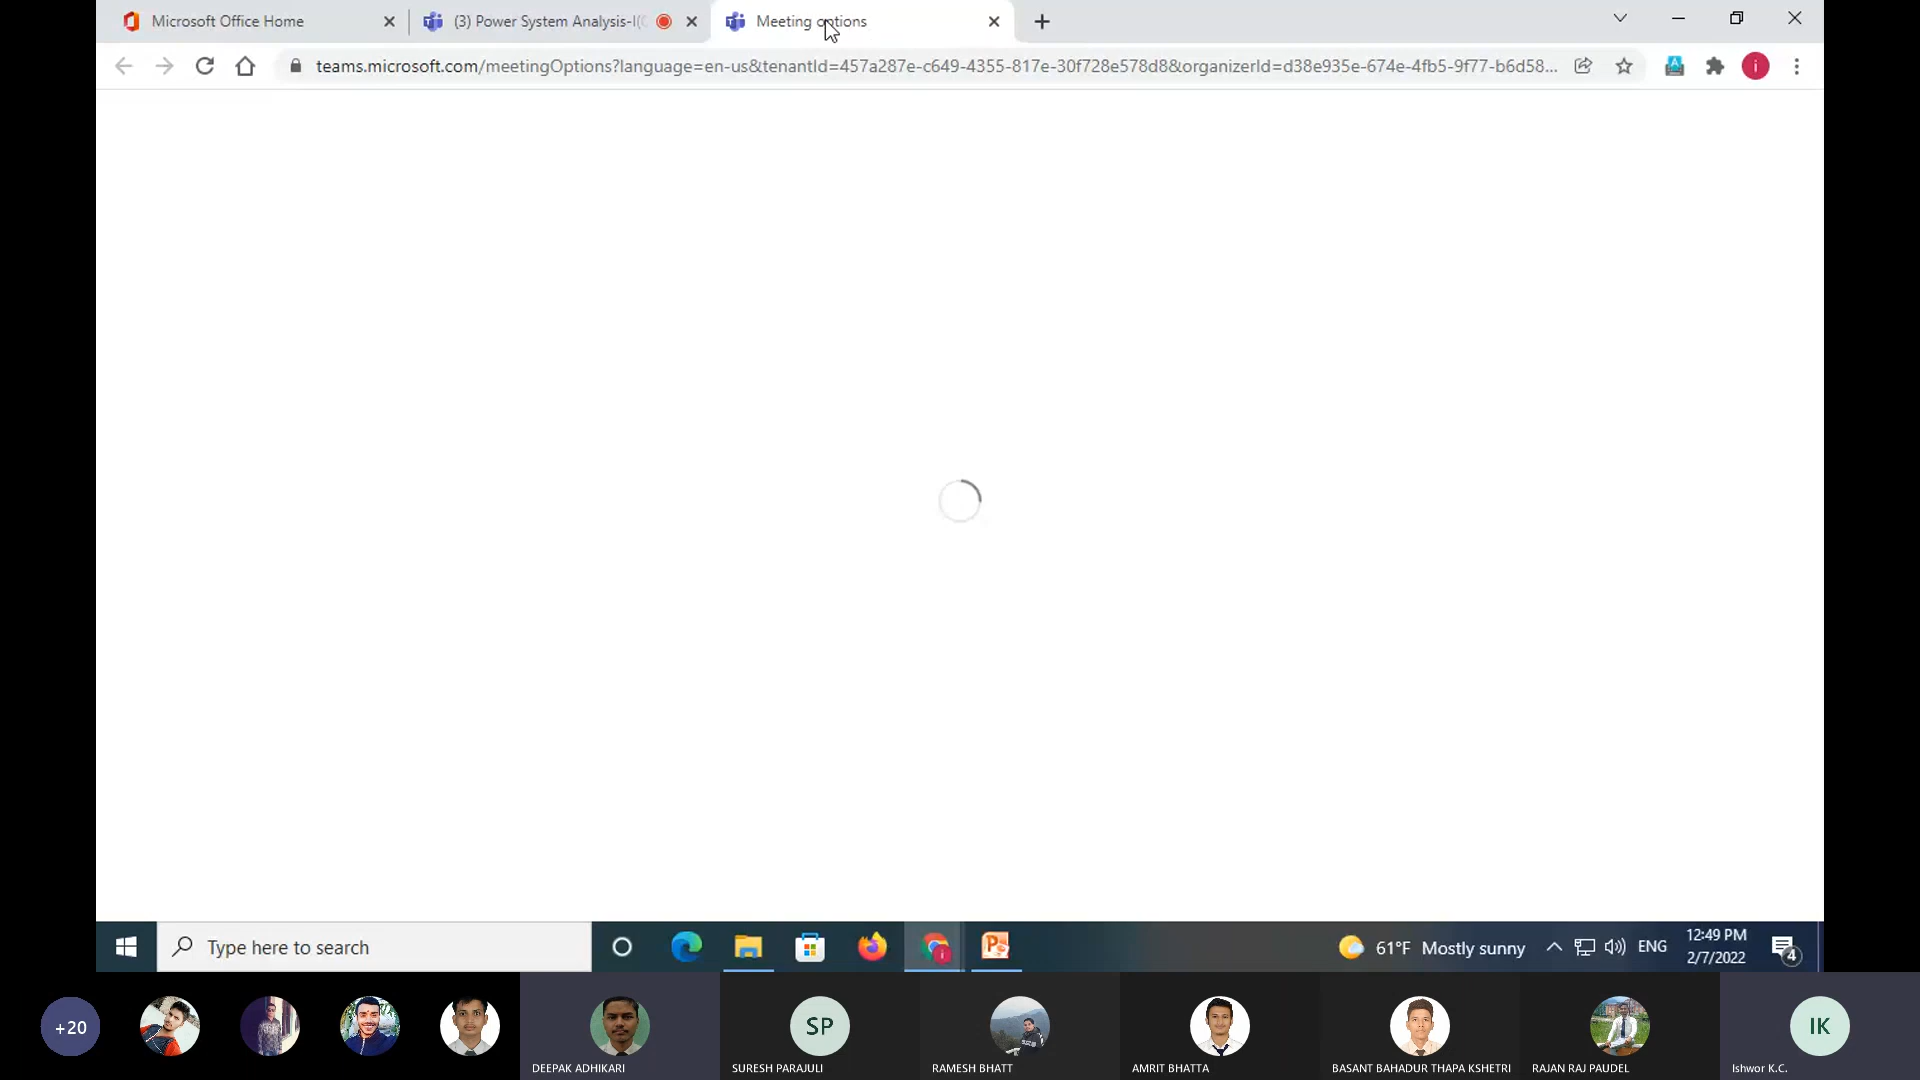 Microsoft Office Home
(3) Power System Analysis-I(
Meeting options
teams.microsoft.com/meetingOptions?language=en-us&tenantId=457a287e-c649-4355-817e-30f728e578d8&organizerId=d38e935e-674e-4fb5-9f77-b6d58...
i
Type here to search
61°F Mostly sunny
ENG
12:49 PM
2/7/2022
4
+20
SP
IK
DEEPAK ADHIKARI
SURESH PARAJULI
RAMESH BHATT
AMRIT BHATTA
BASANT BAHADUR THAPA KSHETRI
RAJAN RAJ PAUDEL
Ishwor K.C.